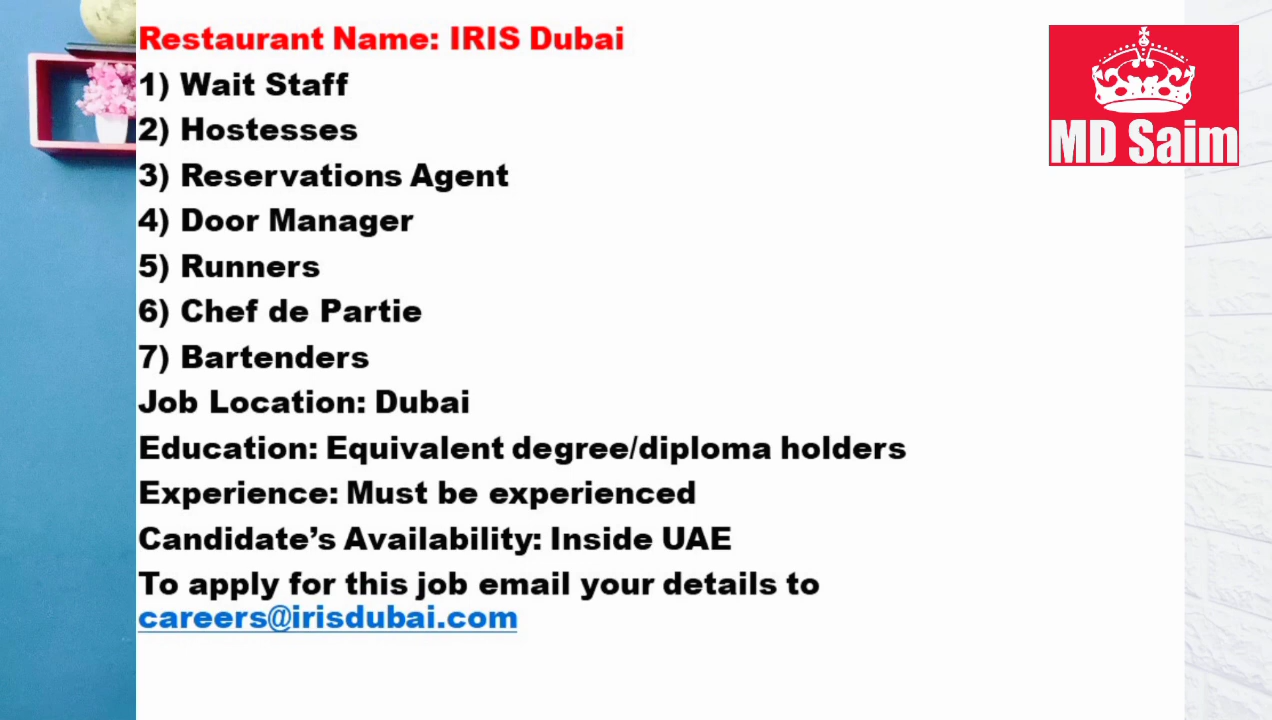 Restaurant Name: IRIS Dubai
1) Wait Staff
2) Hostesses
3) Reservations Agent
4) Door Manager
5) Runners
6) Chef de Partie
7) Bartenders
Job Location: Dubai
Education: Equivalent degree/diploma holders
Experience: Must be experienced
Candidate’s Availability: Inside UAE
To apply for this job email your details to
careers@irisdubai.com
MD Saim